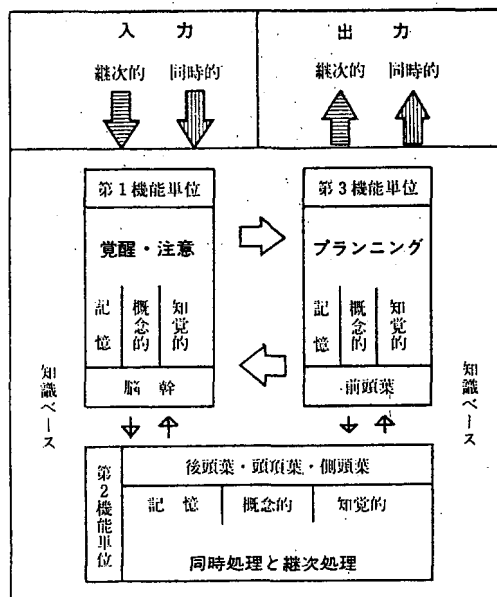 入力
継次的 同時的
出力
継次的 同時的
第1機能単位
覚醒・注意
記憶 概念的 知覚的
脳幹
第3機能単位
プランニング
記憶 概念的 知覚的
前頭葉
知識ベース
知識ベース
第2機能単位
後頭葉・頭頂葉・側頭葉
記憶 概念的 知覚的
同時処理と継次処理